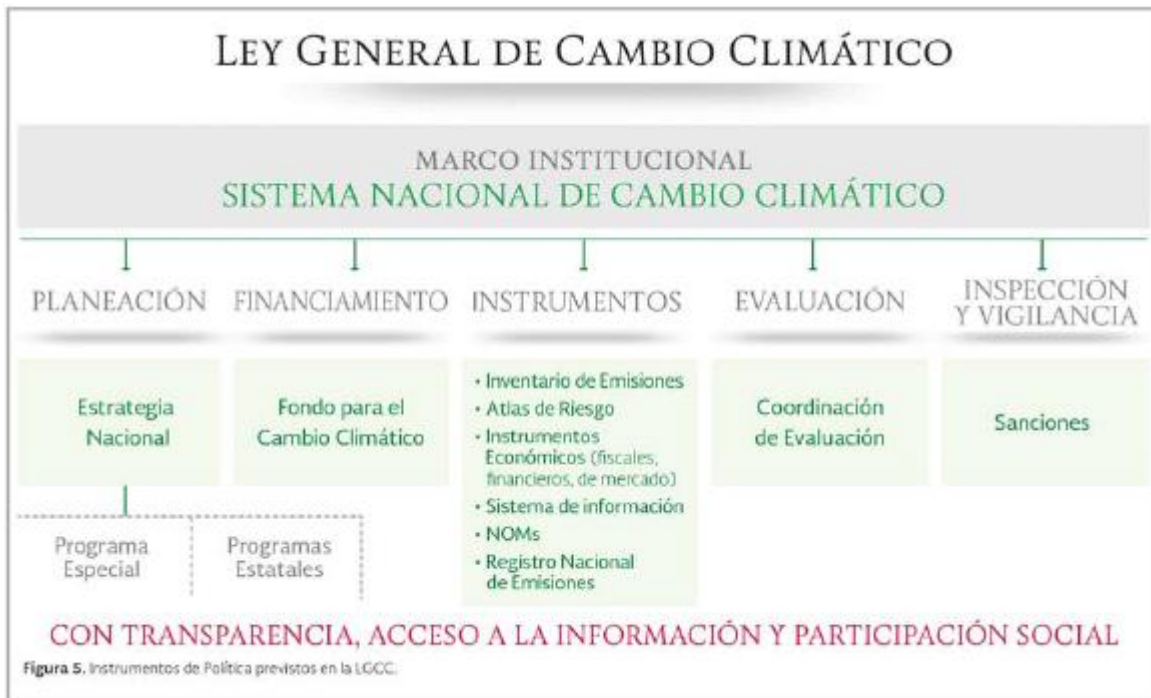 LEY GENERAL DE CAMBIO CLIMÁTICO
MARCO INSTITUCIONAL
SISTEMA NACIONAL DE CAMBIO CLIMÁTICO
PLANEACIÓN
FINANCIAMIENTO
INSTRUMENTOS
EVALUACIÓN
INSPECCIÓN
Y VIGILANCIA
Estrategia
Nacional
Fondo para el
Cambio Climático
• Inventario de Emisiones
• Atlas de Riesgo
• Instrumentos
Económicos (fiscales,
financieros, de mercado)
• Sistema de información
• NOMs
• Registro Nacional
de Emisiones
Coordinación
de Evaluación
Sanciones
Programa
Especial
Programas
Estatales
CON TRANSPARENCIA, ACCESO A LA INFORMACIÓN Y PARTICIPACIÓN SOCIAL
Figura 5. Instrumentos de Política previstos en la LGCC.